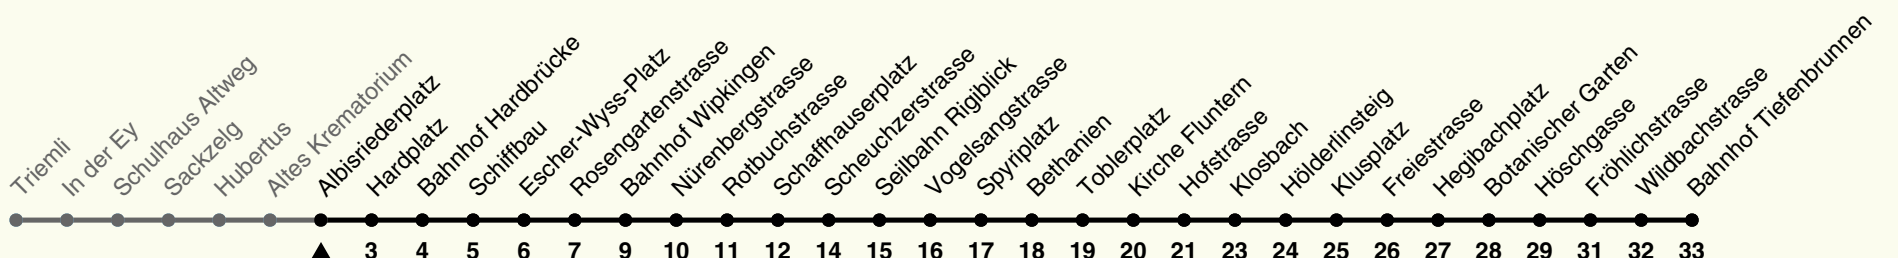 Triemli
In der Ey
Schulhaus Altweg
Sackzelg
Hubertus
Altes Krematorium
Albisriederplatz
Hardplatz
Bahnhof Hardbrücke
Schiffbau
Escher-Wyss-Platz
Rosengartenstrasse
Bahnhof Wipkingen
Nürenbergstrasse
Rotbuchstrasse
Schaffhauserplatz
Scheuchzerstrasse
Seilbahn Rigiblick
Vogelsangstrasse
Spyriplatz
Bethanien
Toblerplatz
Kirche Fluntern
Hofstrasse
Klosbach
Hölderlinsteig
Klusplatz
Freiestrasse
Hegibachplatz
Botanischer Garten
Höschgasse
Fröhlichstrasse
Wildbachstrasse
Bahnhof Tiefenbrunnen
3 4 5 6 7 9 10 11 12 14 15 16 17 18 19 20 21 23 24 25 26 27 28 29 31 32 33